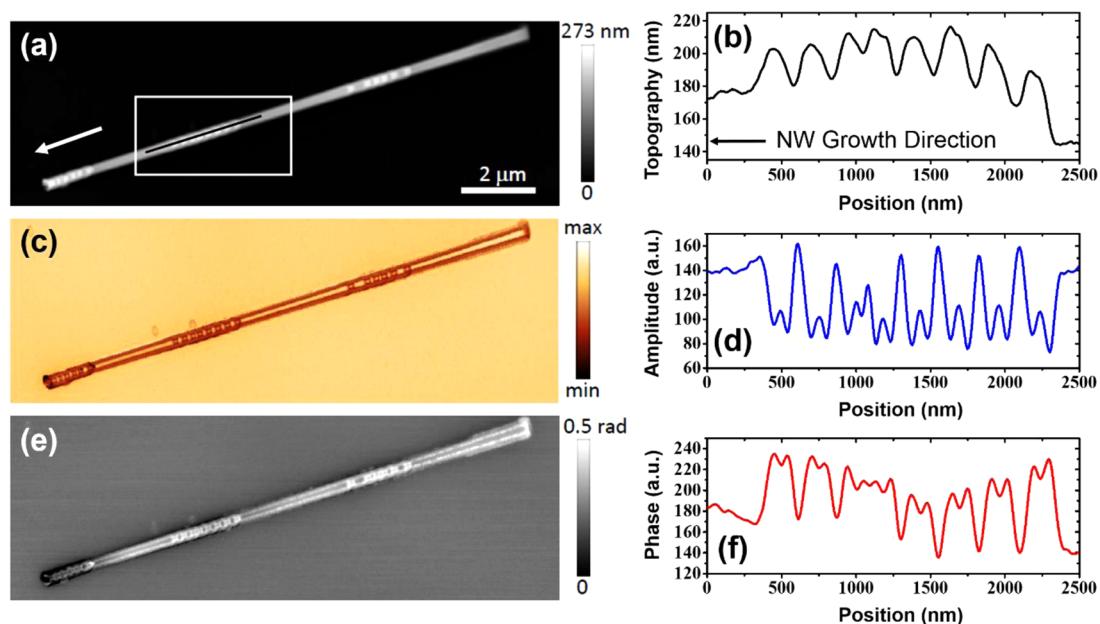 (a)
273 nm
0
2 μm
(b)
Topography (nm)
220
200
180
160
140
NW Growth Direction
0
500
1000
1500
2000
2500
Position (nm)
(c)
max
min
(d)
Amplitude (a.u.)
160
140
120
100
80
60
0
500
1000
1500
2000
2500
Position (nm)
(e)
0.5 rad
0
(f)
Phase (a.u.)
240
220
200
180
160
140
120
0
500
1000
1500
2000
2500
Position (nm)